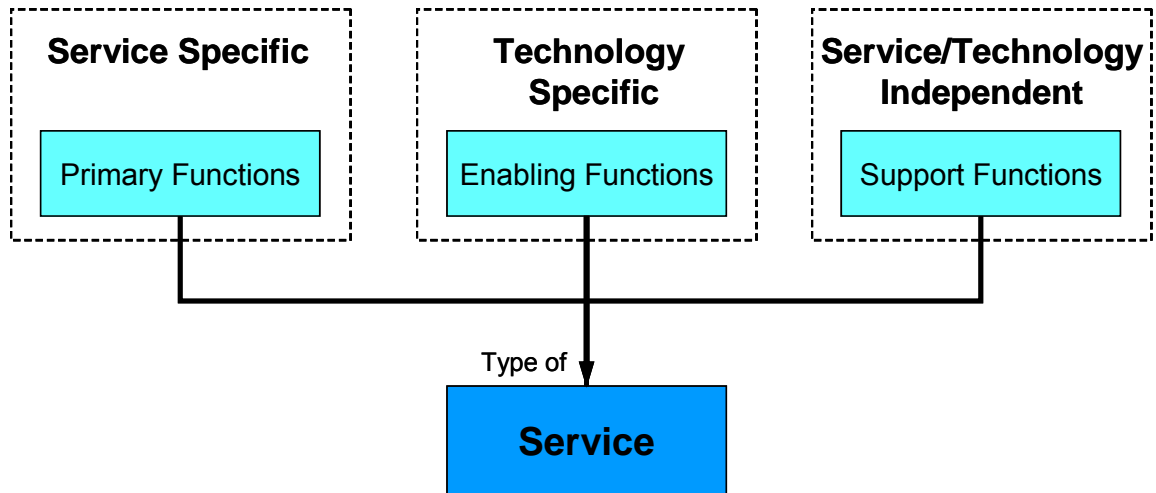 Service Specific
Technology
Specific
Service/Technology
Independent
Primary Functions
Enabling Functions
Support Functions
Type of
Service